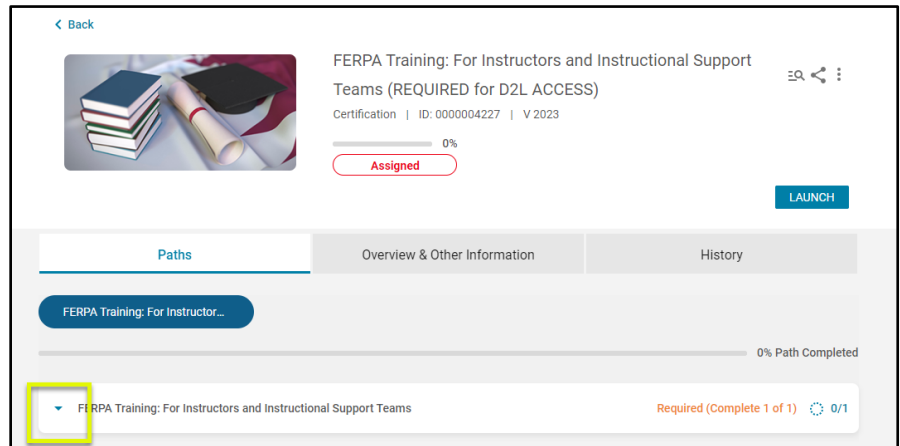 Back
FERPA Training: For Instructors and Instructional Support
Teams (REQUIRED for D2L ACCESS)
Certification | ID: 0000004227 | V 2023
0%
Assigned
LAUNCH
Paths
Overview & Other Information
History
FERPA Training: For Instructor...
0% Path Completed
FERPA Training: For Instructors and Instructional Support Teams Required (Complete 1 of 1) 0/1